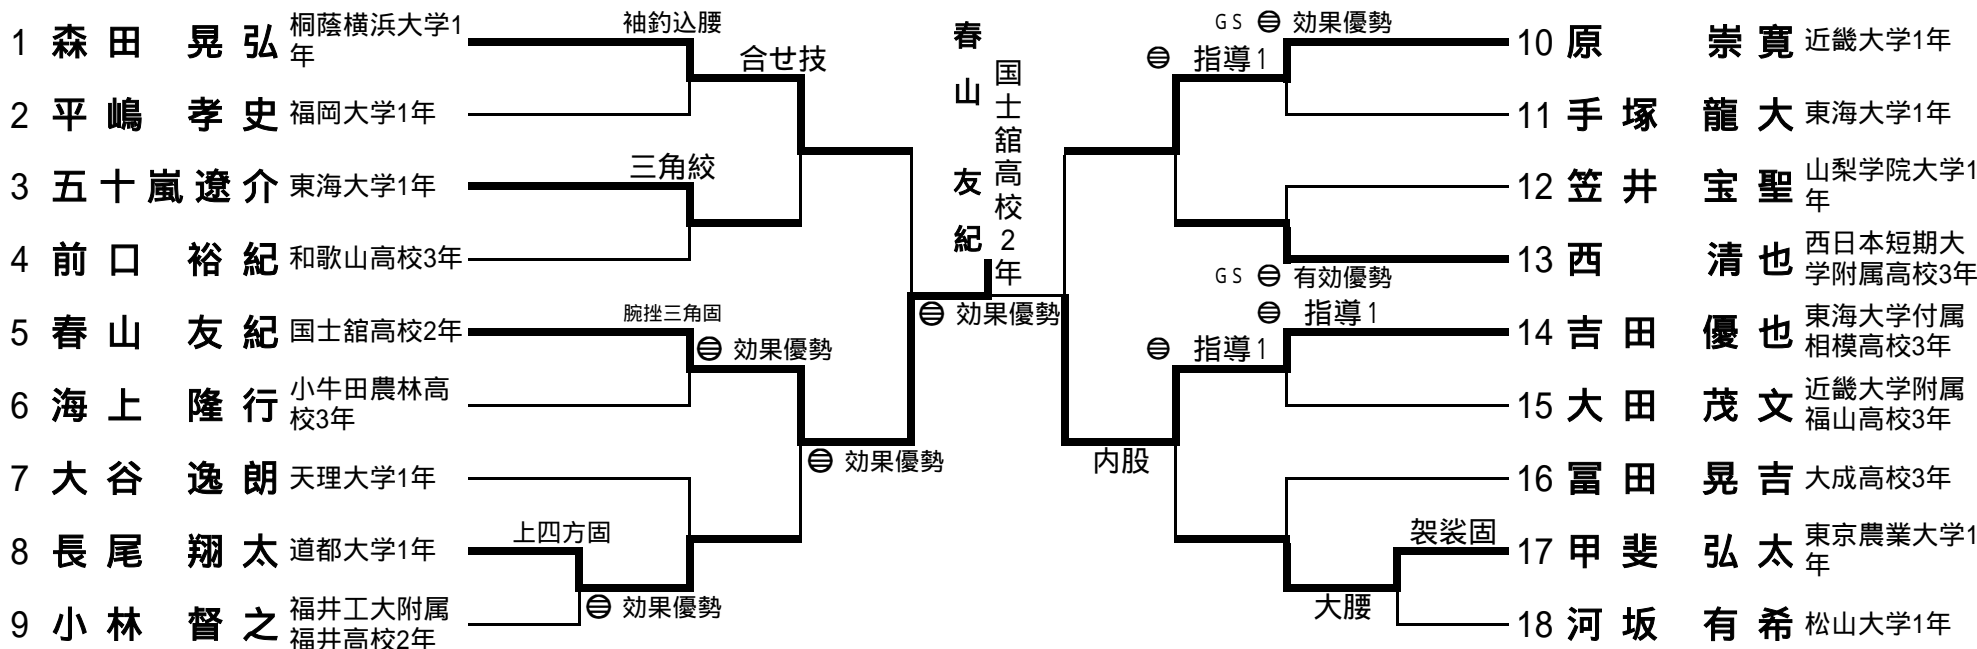 1 森田 晃弘 桐蔭横浜大学1
年
2 平嶋 孝史 福岡大学1年
3 五十嵐遼介 東海大学1年
4 前口 裕紀 和歌山高校3年
5 春山 友紀 国士舘高校2年
6 海上 隆行 小牛田農林高
校3年
7 大谷 逸朗 天理大学1年
8 長尾 翔太 道都大学1年
9 小林 督之 福井工大附属
福井高校2年
袖釣込腰
合せ技
三角絞
腕挫三角固
㊀ 効果優勢
㊀ 効果優勢
上四方固
㊀ 効果優勢
春山 友紀
国士舘高校2年
㊀ 効果優勢
GS ㊀ 効果優勢
㊀ 指導1
GS ㊀ 有効優勢
㊀ 指導1
㊀ 指導1
内股
袈裟固
大腰
10 原 崇寛 近畿大学1年
11 手塚 龍大 東海大学1年
12 笠井 宝聖 山梨学院大学1
年
13 西 清也 西日本短期大
学附属高校3年
14 吉田 優也 東海大学付属
相模高校3年
15 大田 茂文 近畿大学附属
福山高校3年
16 冨田 晃吉 大成高校3年
17 甲斐 弘太 東京農業大学1
年
18 河坂 有希 松山大学1年